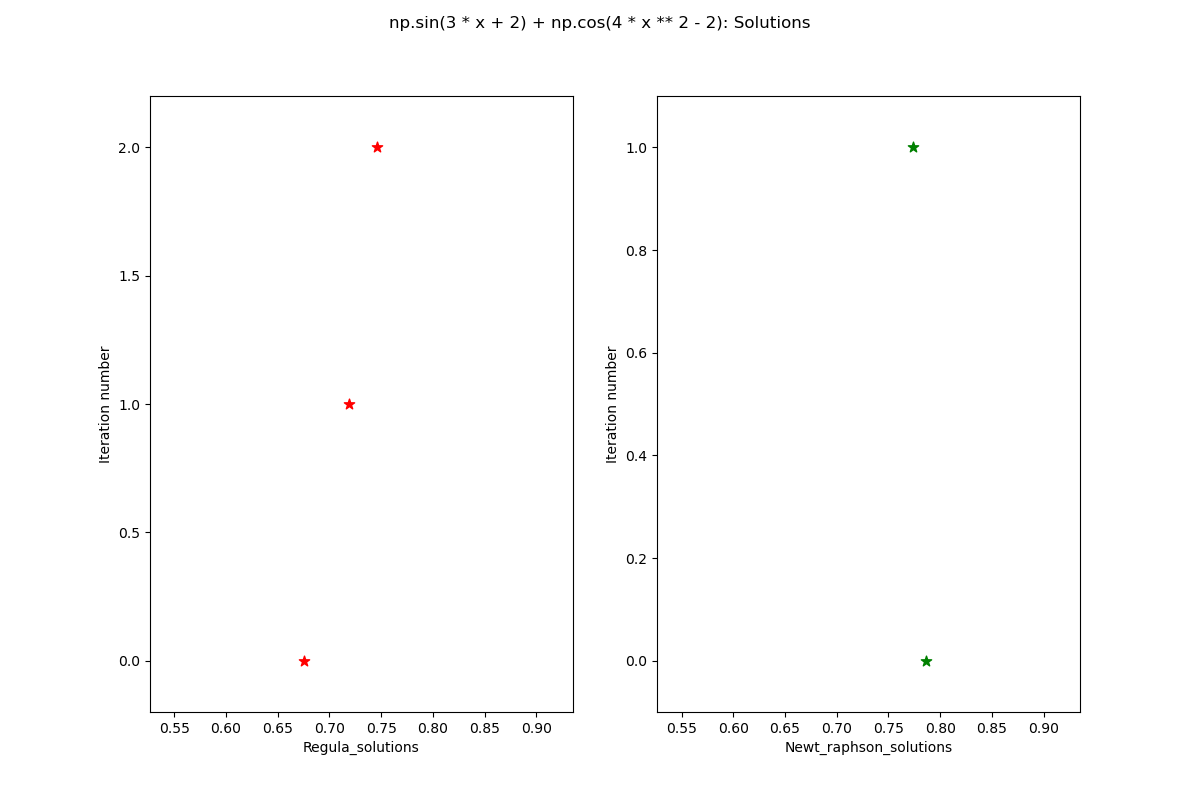 np.sin(3 * x + 2) + np.cos(4 * x ** 2 - 2): Solutions
Iteration number
2.0
1.5
1.0
0.5
0.0
0.55 0.60 0.65 0.70 0.75 0.80 0.85 0.90
Regula_solutions
Iteration number
1.0
0.8
0.6
0.4
0.2
0.0
0.55 0.60 0.65 0.70 0.75 0.80 0.85 0.90
Newt_raphson_solutions